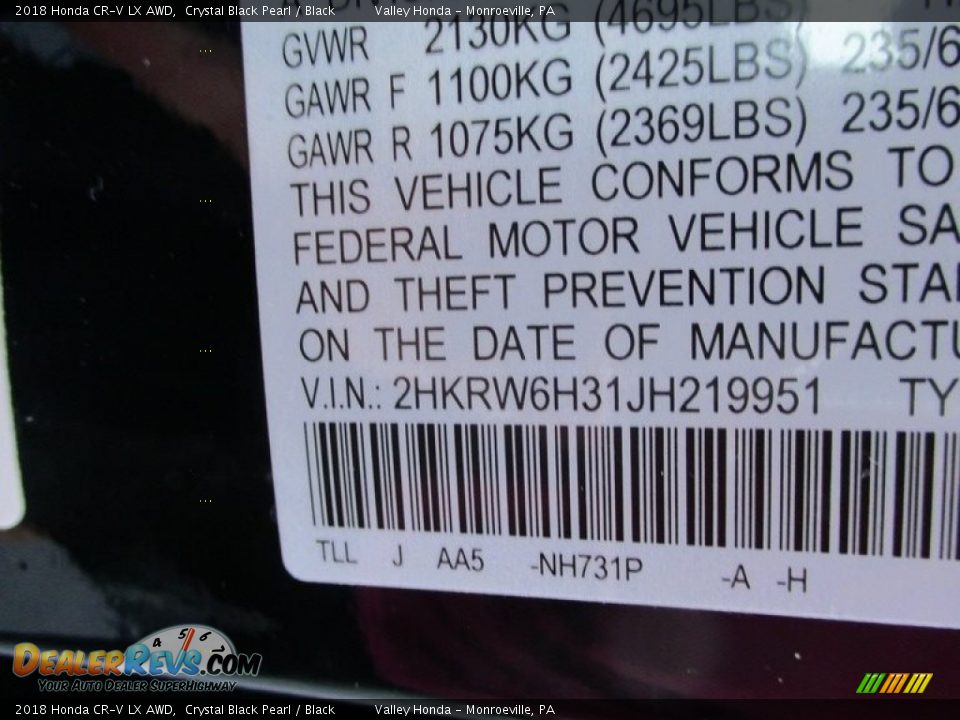 2018 Honda CR-V LX AWD, Crystal Black Pearl / Black Valley Honda - Monroeville, PA
GVWR 2130KG (4695LBS)
GAWR F 1100KG (2425LBS) 235/6
GAWR R 1075KG (2369LBS) 235/6
THIS VEHICLE CONFORMS TO
FEDERAL MOTOR VEHICLE SA
AND THEFT PREVENTION STA
ON THE DATE OF MANUFACTU
V.I.N.: 2HKRW6H31JH219951 TY
TLL J AA5 -NH731P -A -H
4 5 6
DealerRevs.com
Your Auto Dealer SuperHighway
2018 Honda CR-V LX AWD, Crystal Black Pearl / Black Valley Honda - Monroeville, PA